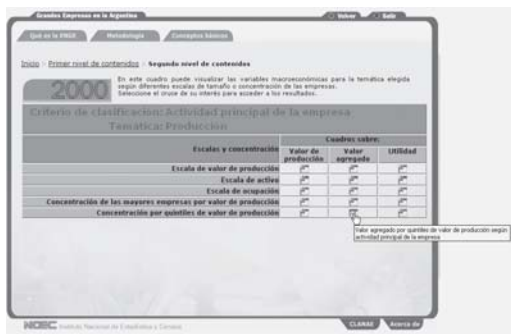 Grandes Empresas en la Argentina
Volver Salir
Qué es la ENGE Metodología Conceptos básicos
Inicio > Primer nivel de contenidos > Segundo nivel de contenidos
2000
En este cuadro puede visualizar las variables macroeconómicas para la temática elegida
según diferentes escalas de tamaño o concentración de las empresas.
Seleccione el cruce de su interés para acceder a los resultados.
Criterio de clasificación: Actividad principal de la empresa
Temática: Producción
Escalas y concentración
Cuadros sobre:
Valor de producción
Valor agregado
Utilidad
Escala de valor de producción
Escala de activo
Escala de ocupación
Concentración de las mayores empresas por valor de producción
Concentración por quintiles de valor de producción
Valor agregado por quintiles de valor de producción según
actividad principal de la empresa
INDEC Instituto Nacional de Estadística y Censos
CLANAE Acerca de